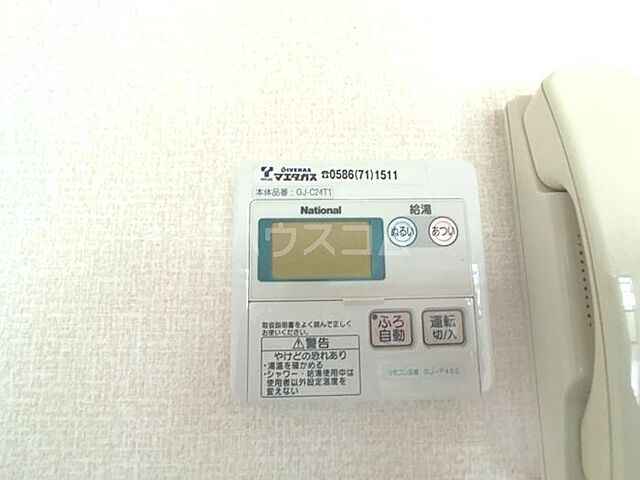 DIVERAS
マエダガス ☎0586(71)1511
本体品番：GJ-C24T1
National
給湯
ぬるい
あつい
ハウスコム
取扱説明書をよく読んで正しく
お使いください。
⚠警告
やけどの恐れあり
・湯温を確かめる
・シャワー・給湯使用中は
使用者以外設定温度を
変えない
ふろ
自動
運転
切/入
リモコン品番